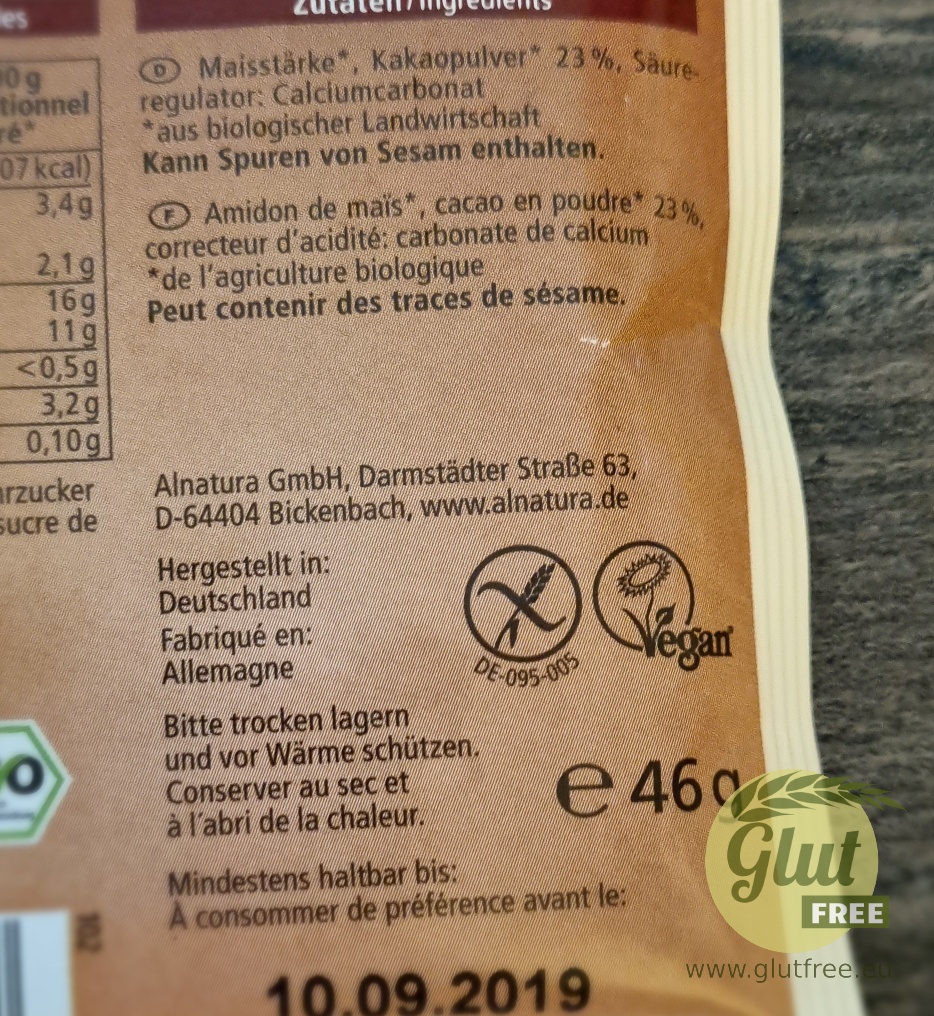 Zutaten/Ingrédients
Ⓓ Maisstärke*, Kakaopulver* 23%, Säure-
regulator: Calciumcarbonat
*aus biologischer Landwirtschaft
Kann Spuren von Sesam enthalten.
Ⓕ Amidon de maïs*, cacao en poudre* 23%,
correcteur d'acidité: carbonate de calcium
*de l'agriculture biologique
Peut contenir des traces de sésame.
07 kcal)
3,4g
2,1g
16g
11g
<0,5g
3,2g
0,10g
sucre de
Alnatura GmbH, Darmstädter Straße 63,
D-64404 Bickenbach, www.alnatura.de
Hergestellt in:
Deutschland
Fabriqué en:
Allemagne
DE-095-005
Vegan
Bitte trocken lagern
und vor Wärme schützen.
Conserver au sec et
à l'abri de la chaleur.
e 46g
Mindestens haltbar bis:
À consommer de préférence avant le:
10.09.2019
102
Glut
FREE
www.glutfree.eu